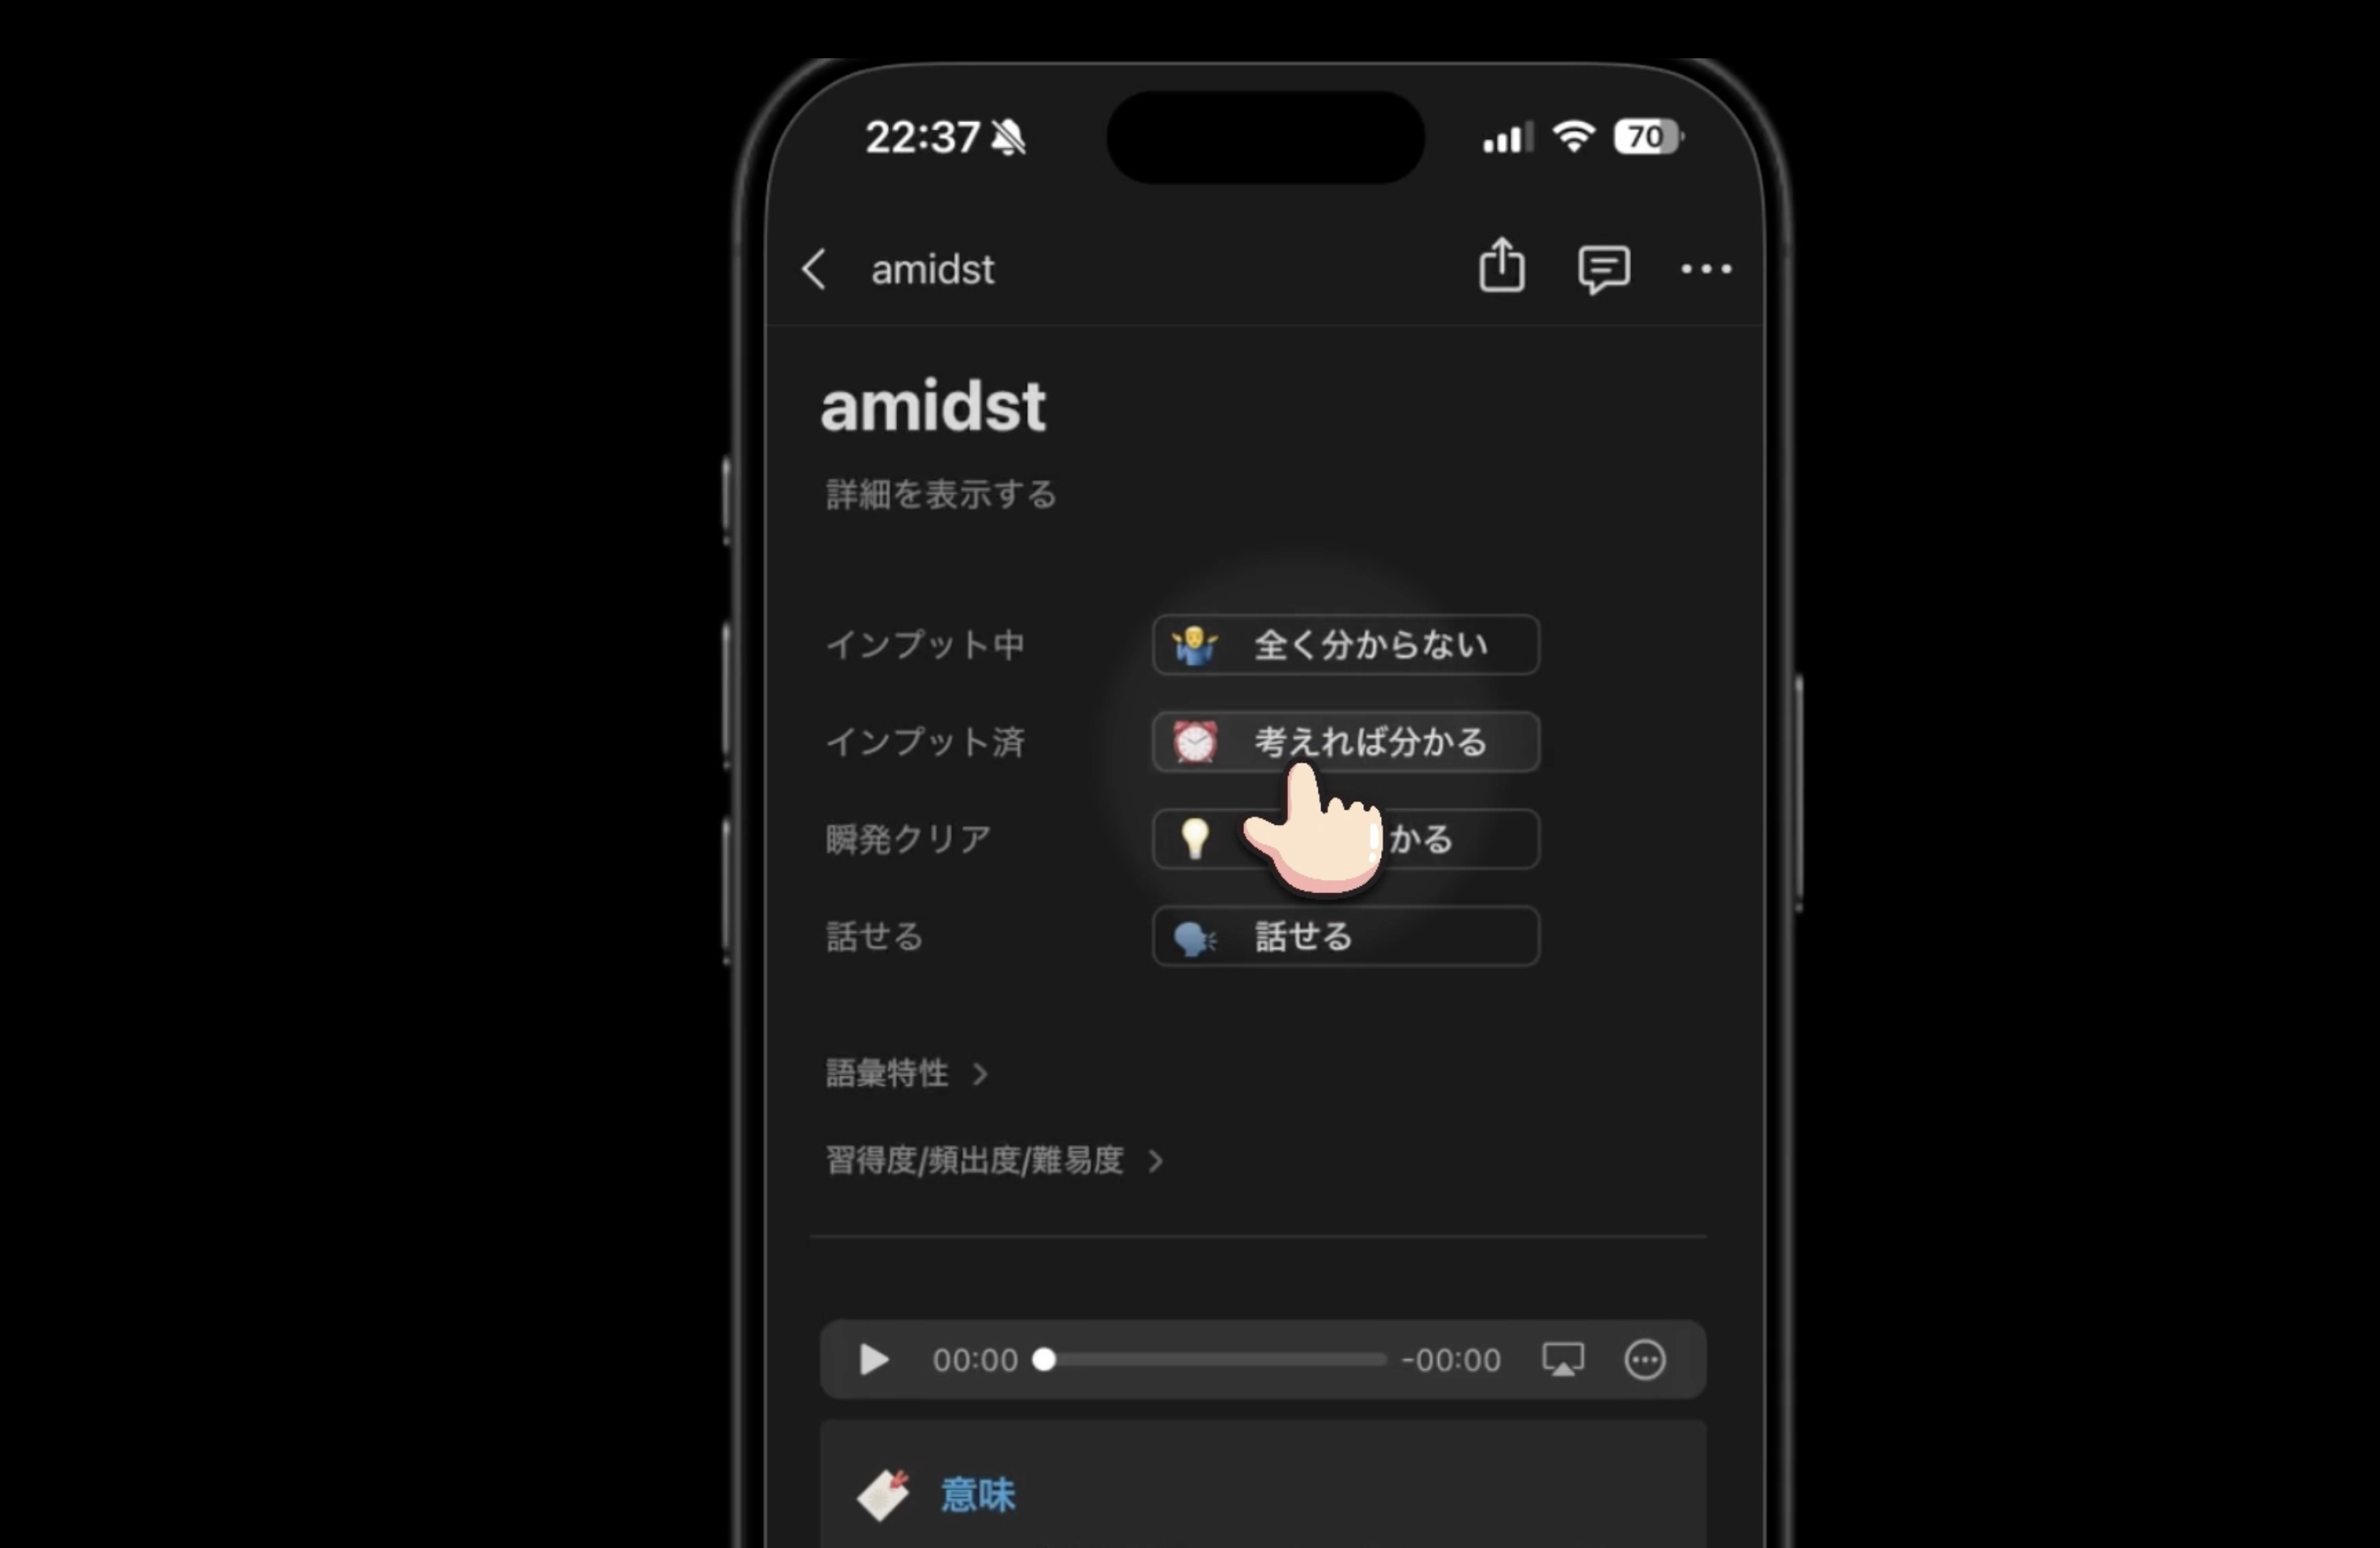 22:37
70
amidst
amidst
詳細を表示する
インプット中 全く分からない
インプット済 考えれば分かる
瞬発クリア かる
話せる 話せる
語彙特性
習得度/頻出度/難易度
00:00 -00:00
意味